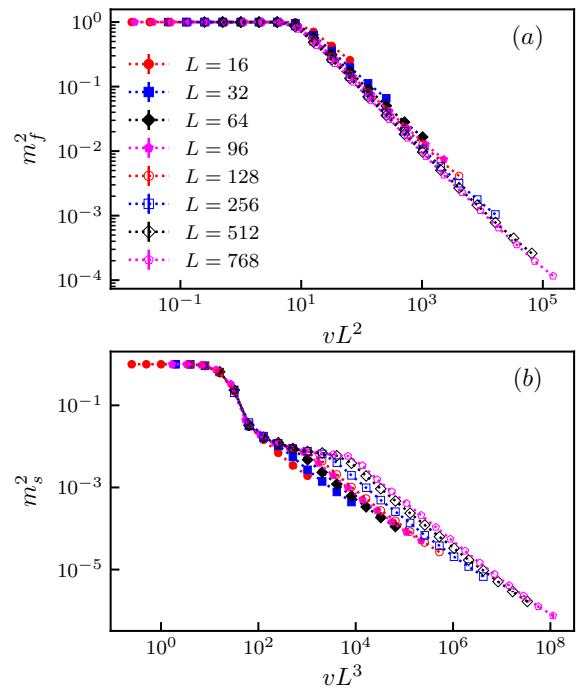 (a)
10^0
10^{-1}
10^{-2}
10^{-3}
10^{-4}
m_f^2
L = 16
L = 32
L = 64
L = 96
L = 128
L = 256
L = 512
L = 768
10^{-1} 10^1 10^3 10^5
vL^2
(b)
10^{-1}
10^{-3}
10^{-5}
m_s^2
10^0 10^2 10^4 10^6 10^8
vL^3